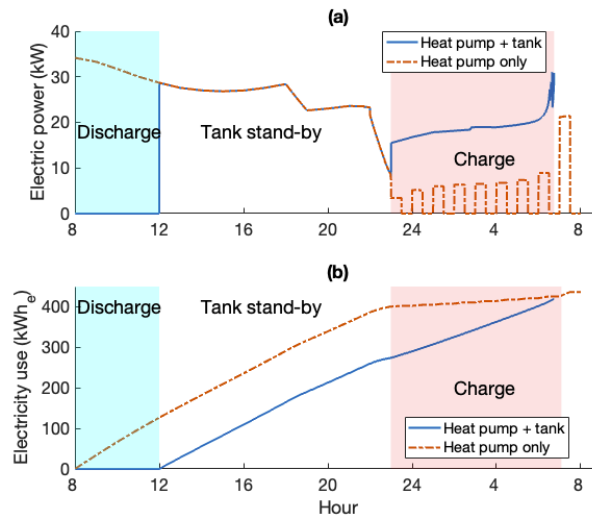 (a)
40
30
20
10
0
Electric power (kW)
Discharge
Tank stand-by
Charge
Heat pump + tank
Heat pump only
8 12 16 20 24 4 8
(b)
400
300
200
100
0
Electricity use (kWhe)
Discharge
Tank stand-by
Charge
Heat pump + tank
Heat pump only
8 12 16 20 24 4 8
Hour